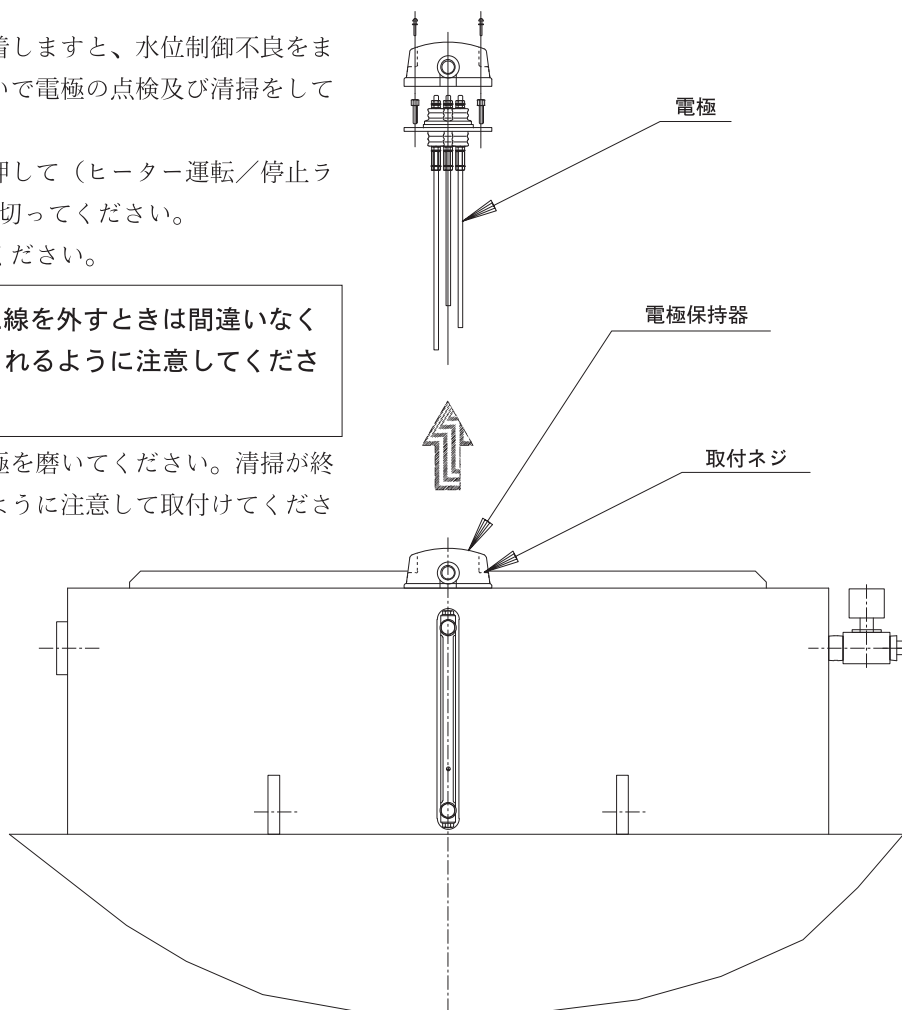 着しますと、水位制御不良をま
いで電極の点検及び清掃をして
押して（ヒーター運転／停止ラ
切ってください。
ください。
線を外すときは間違いなく
れるように注意してくださ
極を磨いてください。清掃が終
ように注意して取付けてくださ
電極
電極保持器
取付ネジ